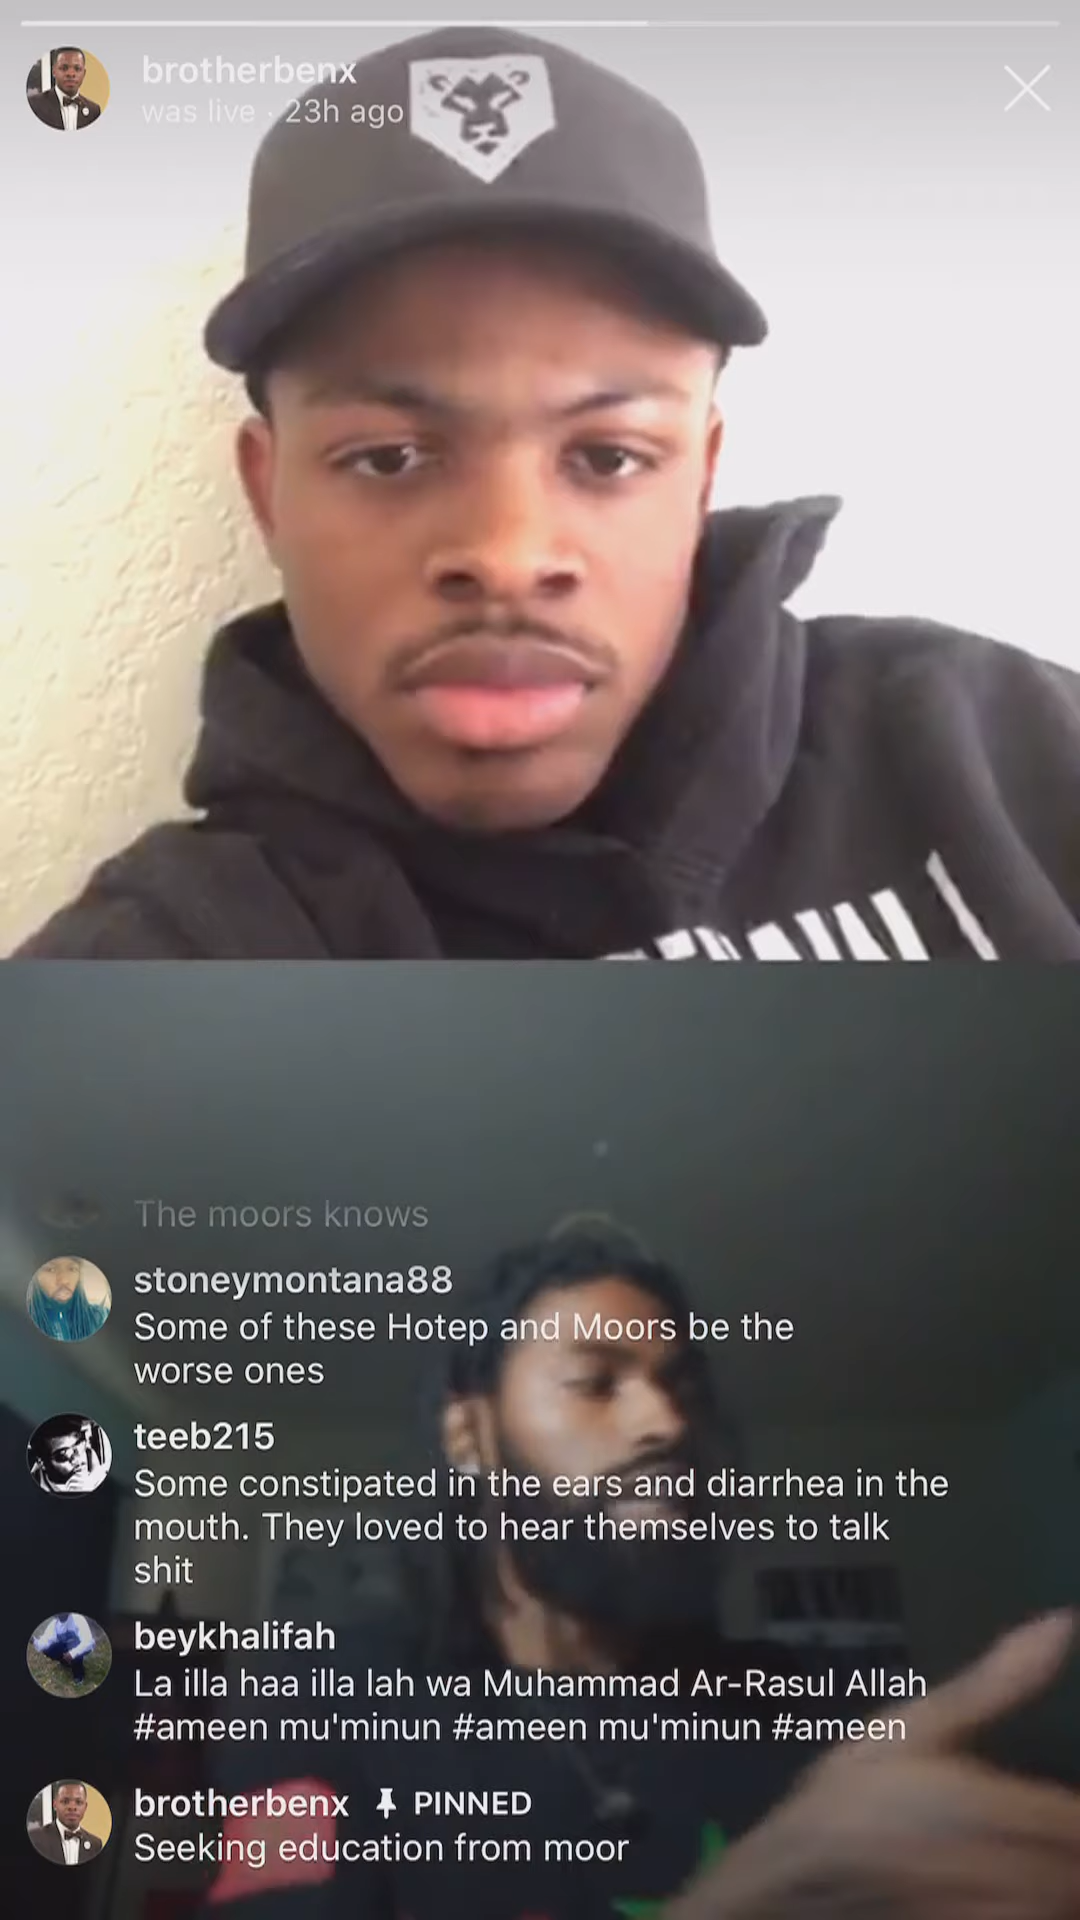 brotherbenx
was live · 23h ago
The moors knows
stoneymontana88
Some of these Hotep and Moors be the
worse ones
teeb215
Some constipated in the ears and diarrhea in the
mouth. They loved to hear themselves to talk
shit
beykhalifah
La illa haa illa lah wa Muhammad Ar-Rasul Allah
#ameen mu'minun #ameen mu'minun #ameen
brotherbenx PINNED
Seeking education from moor